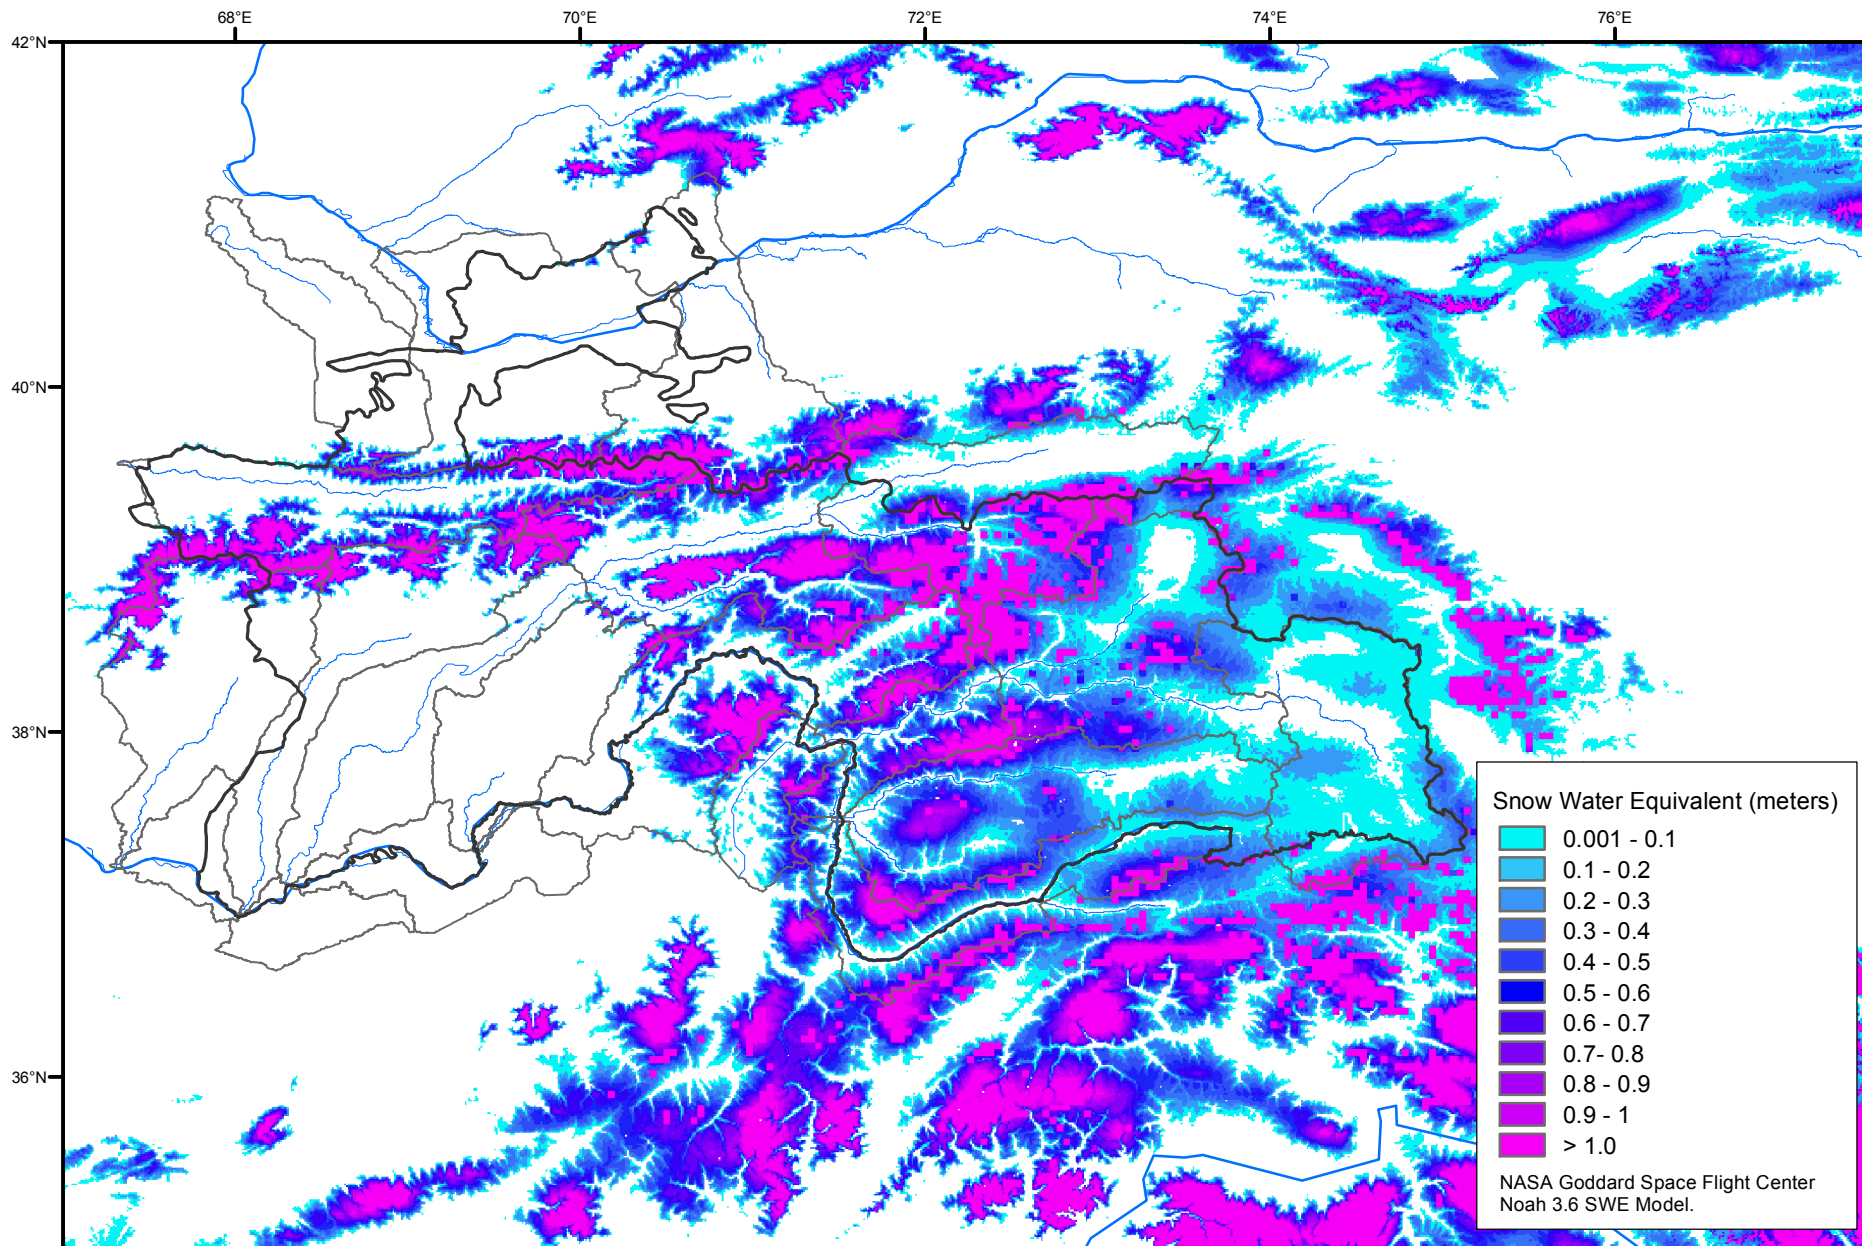 68°E
70°E
72°E
74°E
76°E
42°N
40°N
38°N
36°N
Snow Water Equivalent (meters)
0.001 - 0.1
0.1 - 0.2
0.2 - 0.3
0.3 - 0.4
0.4 - 0.5
0.5 - 0.6
0.6 - 0.7
0.7- 0.8
0.8 - 0.9
0.9 - 1
> 1.0
NASA Goddard Space Flight Center
Noah 3.6 SWE Model.